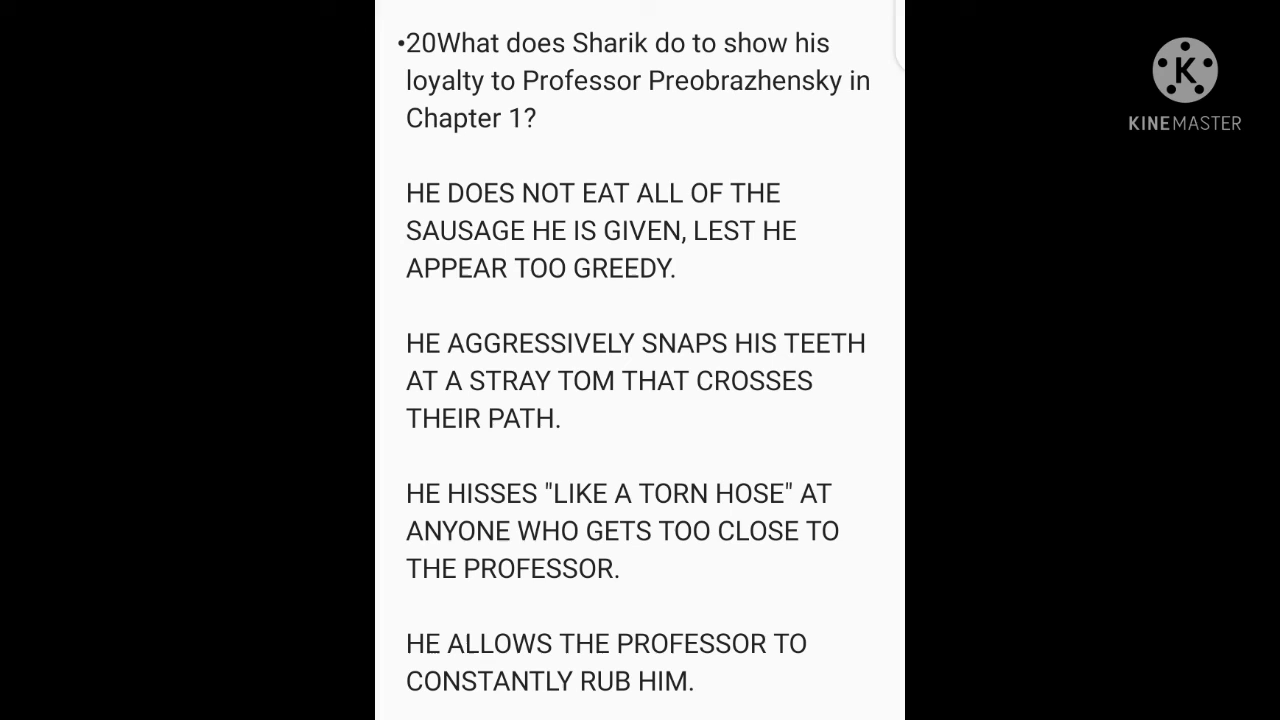 •20What does Sharik do to show his
loyalty to Professor Preobrazhensky in
Chapter 1?
HE DOES NOT EAT ALL OF THE
SAUSAGE HE IS GIVEN, LEST HE
APPEAR TOO GREEDY.
HE AGGRESSIVELY SNAPS HIS TEETH
AT A STRAY TOM THAT CROSSES
THEIR PATH.
HE HISSES "LIKE A TORN HOSE" AT
ANYONE WHO GETS TOO CLOSE TO
THE PROFESSOR.
HE ALLOWS THE PROFESSOR TO
CONSTANTLY RUB HIM.
K
KINEMASTER